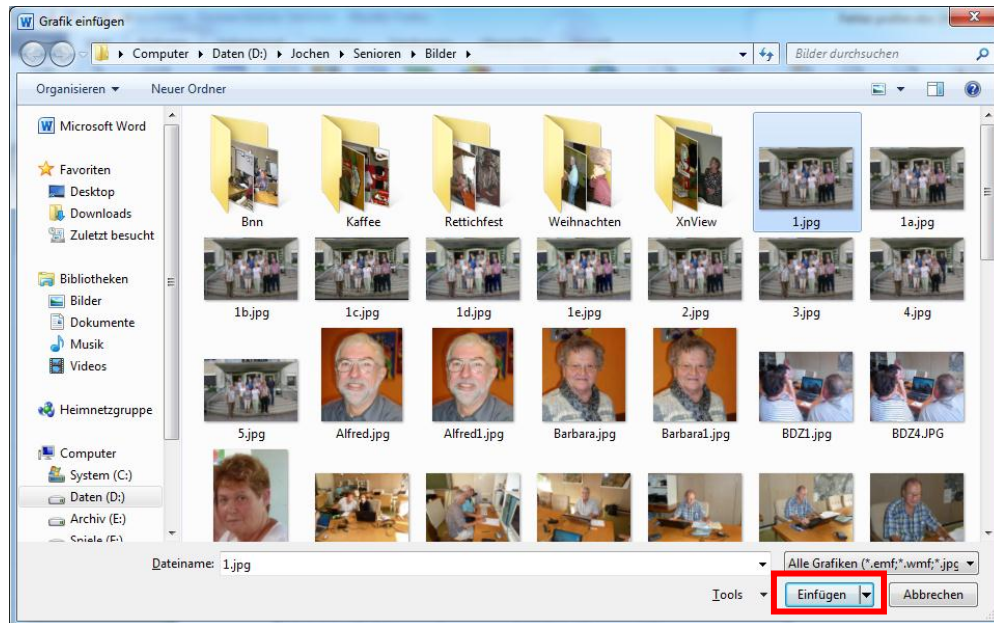 Grafik einfügen
Computer ▸ Daten (D:) ▸ Jochen ▸ Senioren ▸ Bilder ▸
Bilder durchsuchen
Organisieren Neuer Ordner
Microsoft Word
Favoriten
Desktop
Downloads
Zuletzt besucht
Bibliotheken
Bilder
Dokumente
Musik
Videos
Heimnetzgruppe
Computer
System (C:)
Daten (D:)
Archiv (E:)
Spiele (F:)
Bnn Kaffee Rettichfest Weihnachten XnView 1.jpg 1a.jpg
1b.jpg 1c.jpg 1d.jpg 1e.jpg 2.jpg 3.jpg 4.jpg
5.jpg Alfred.jpg Alfred1.jpg Barbara.jpg Barbara1.jpg BDZ1.jpg BDZ4.JPG
Dateiname: 1.jpg Alle Grafiken (*.emf;*.wmf;*.jpg
Tools Einfügen Abbrechen